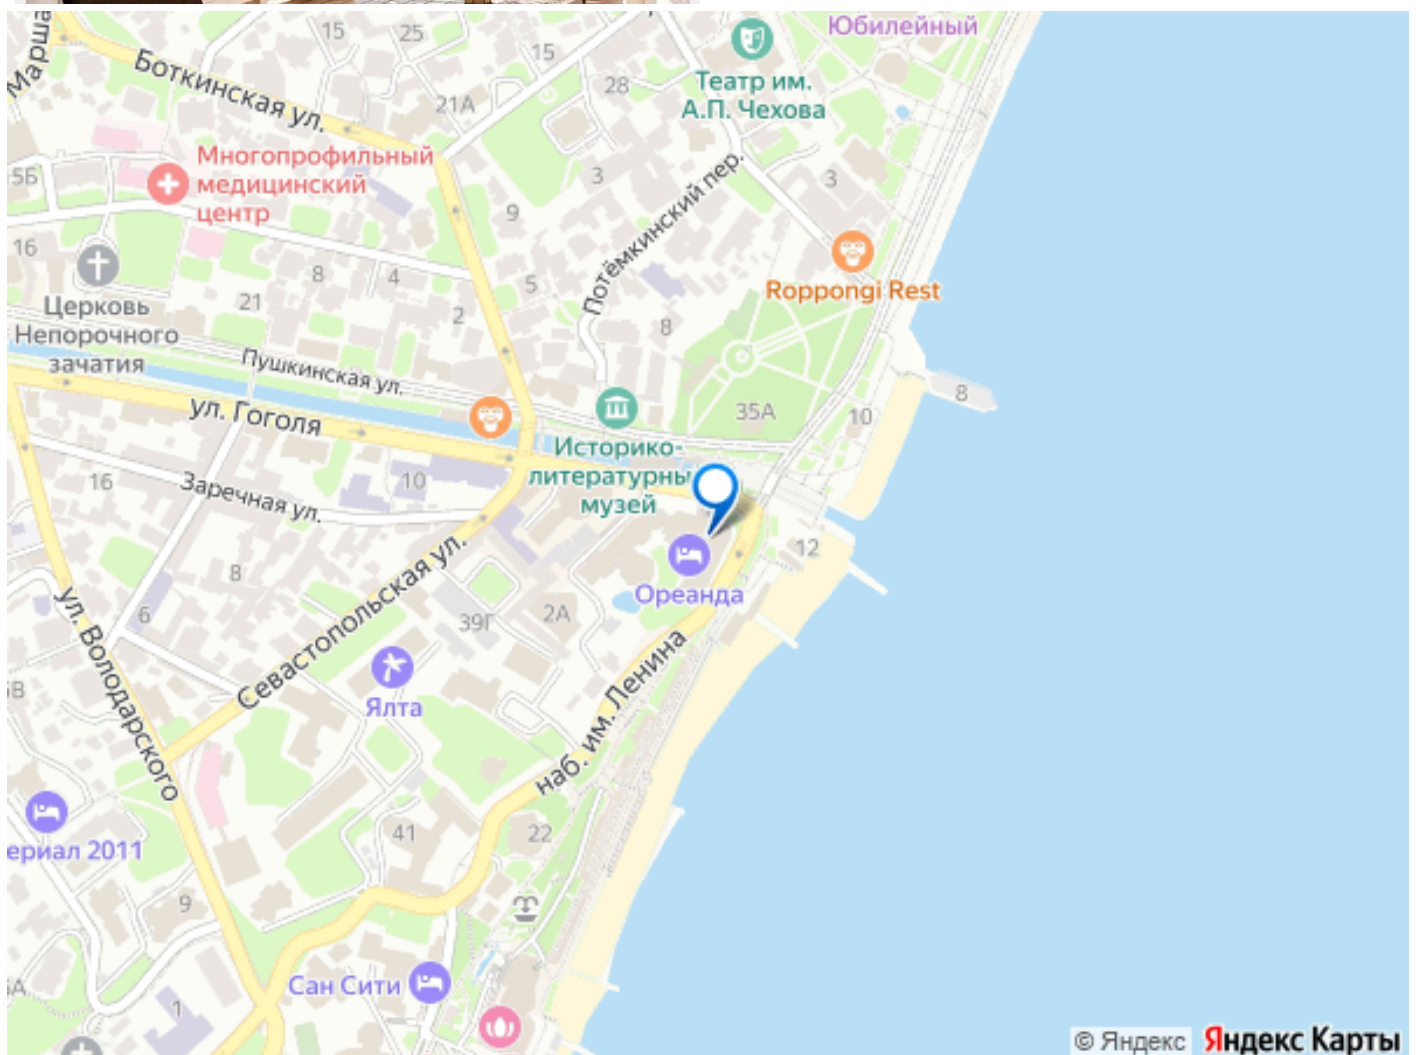 Марша
15
25
15
Юбилейный
Боткинская ул.
21А
28
Театр им.
А.П. Чехова
Многопрофильный
медицинский
центр
5Б
3
3
Потёмкинский пер.
9
16
8
4
5
Roppongi Rest
Церковь
Непорочного
зачатия
21
2
8
Пушкинская ул.
ул. Гоголя
35А
10
8
Историко-
литературны
музей
16
Заречная ул.
10
12
8
Ореанда
6
39Г
2А
Севастопольская ул.
ул. Володарского
Ялта
наб. им. Ленина
41
22
ериал 2011
9
Сан Сити
1
© Яндекс Яндекс Карты